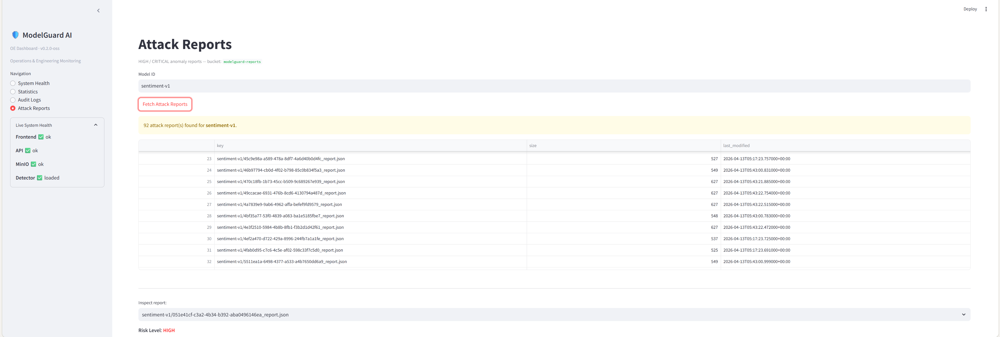 Deploy
ModelGuard AI
OE Dashboard · v0.2.0-oss
Operations & Engineering Monitoring
Navigation
System Health
Statistics
Audit Logs
Attack Reports
Live System Health
Frontend ✅ ok
API ✅ ok
MinIO ✅ ok
Detector ✅ loaded
Attack Reports
HIGH / CRITICAL anomaly reports — bucket: modelguard-reports
Model ID
sentiment-v1
Fetch Attack Reports
92 attack report(s) found for sentiment-v1.
key size last_modified
23 sentiment-v1/45c9e98a-a589-478a-8df7-4a6d40b0d4fc_report.json 527 2026-04-13T05:17:23.757000+00:00
24 sentiment-v1/46b97794-cb0d-4f02-b798-85c0b834f5a3_report.json 549 2026-04-13T05:43:00.831000+00:00
25 sentiment-v1/470c18fb-1b73-45cc-b509-9c689267e939_report.json 627 2026-04-13T05:43:21.885000+00:00
26 sentiment-v1/49ccacae-6931-476b-8cd6-4130794a487d_report.json 627 2026-04-13T05:43:22.754000+00:00
27 sentiment-v1/4a7839e9-9ab6-4962-affa-befef9fd9579_report.json 627 2026-04-13T05:43:22.515000+00:00
28 sentiment-v1/4bf35a77-53f0-4839-a083-ba1e5185fbe7_report.json 548 2026-04-13T05:43:00.783000+00:00
29 sentiment-v1/4e3f2510-5984-4b8b-8fb1-f3b2d1d42f61_report.json 627 2026-04-13T05:43:22.472000+00:00
30 sentiment-v1/4ef2a470-d722-429a-8996-244fb7a1a1fe_report.json 537 2026-04-13T05:17:23.725000+00:00
31 sentiment-v1/4fab0d95-c7c6-4c5e-af02-598c33f7c5d0_report.json 525 2026-04-13T05:17:23.691000+00:00
32 sentiment-v1/5511ea1a-6498-4377-a533-a4b7650dd6a9_report.json 549 2026-04-13T05:43:00.999000+00:00
Inspect report:
sentiment-v1/051e41cf-c3a2-4b34-b392-aba0496146ea_report.json
Risk Level: HIGH